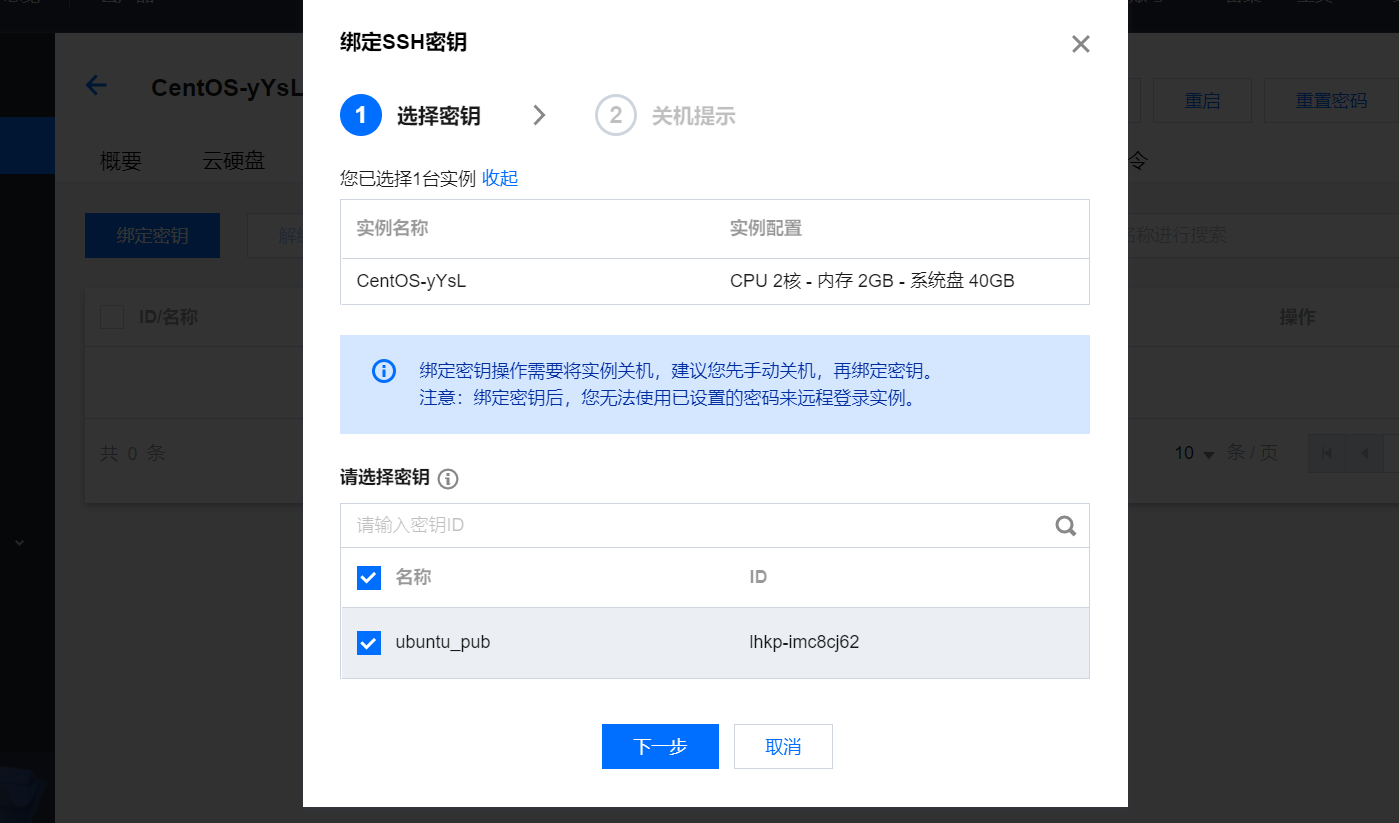 绑定SSH密钥
1 选择密钥
2 关机提示
CentOS-yYsL
重启
重置密码
概要
云硬盘
令
您已选择1台实例 收起
实例名称 实例配置
CentOS-yYsL CPU 2核 - 内存 2GB - 系统盘 40GB
绑定密钥
名称进行搜索
ID/名称
操作
绑定密钥操作需要将实例关机，建议您先手动关机，再绑定密钥。
注意：绑定密钥后，您无法使用已设置的密码来远程登录实例。
共 0 条
10 条 / 页
请选择密钥
请输入密钥ID
名称 ID
ubuntu_pub lhkp-imc8cj62
下一步
取消